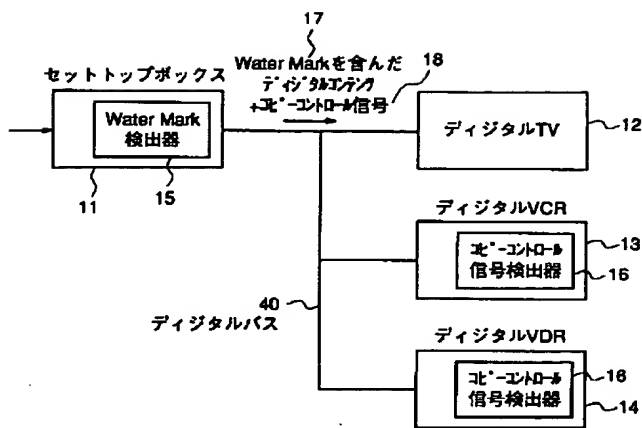 17
Water Markを含んだ
ディジタルコンテンツ
+コピーコントロール信号
18
セットトップボックス
Water Mark
検出器
11
15
ディジタルTV
12
ディジタルVCR
コピーコントロール
信号検出器
13
16
40
ディジタルバス
ディジタルVDR
コピーコントロール
信号検出器
16
14